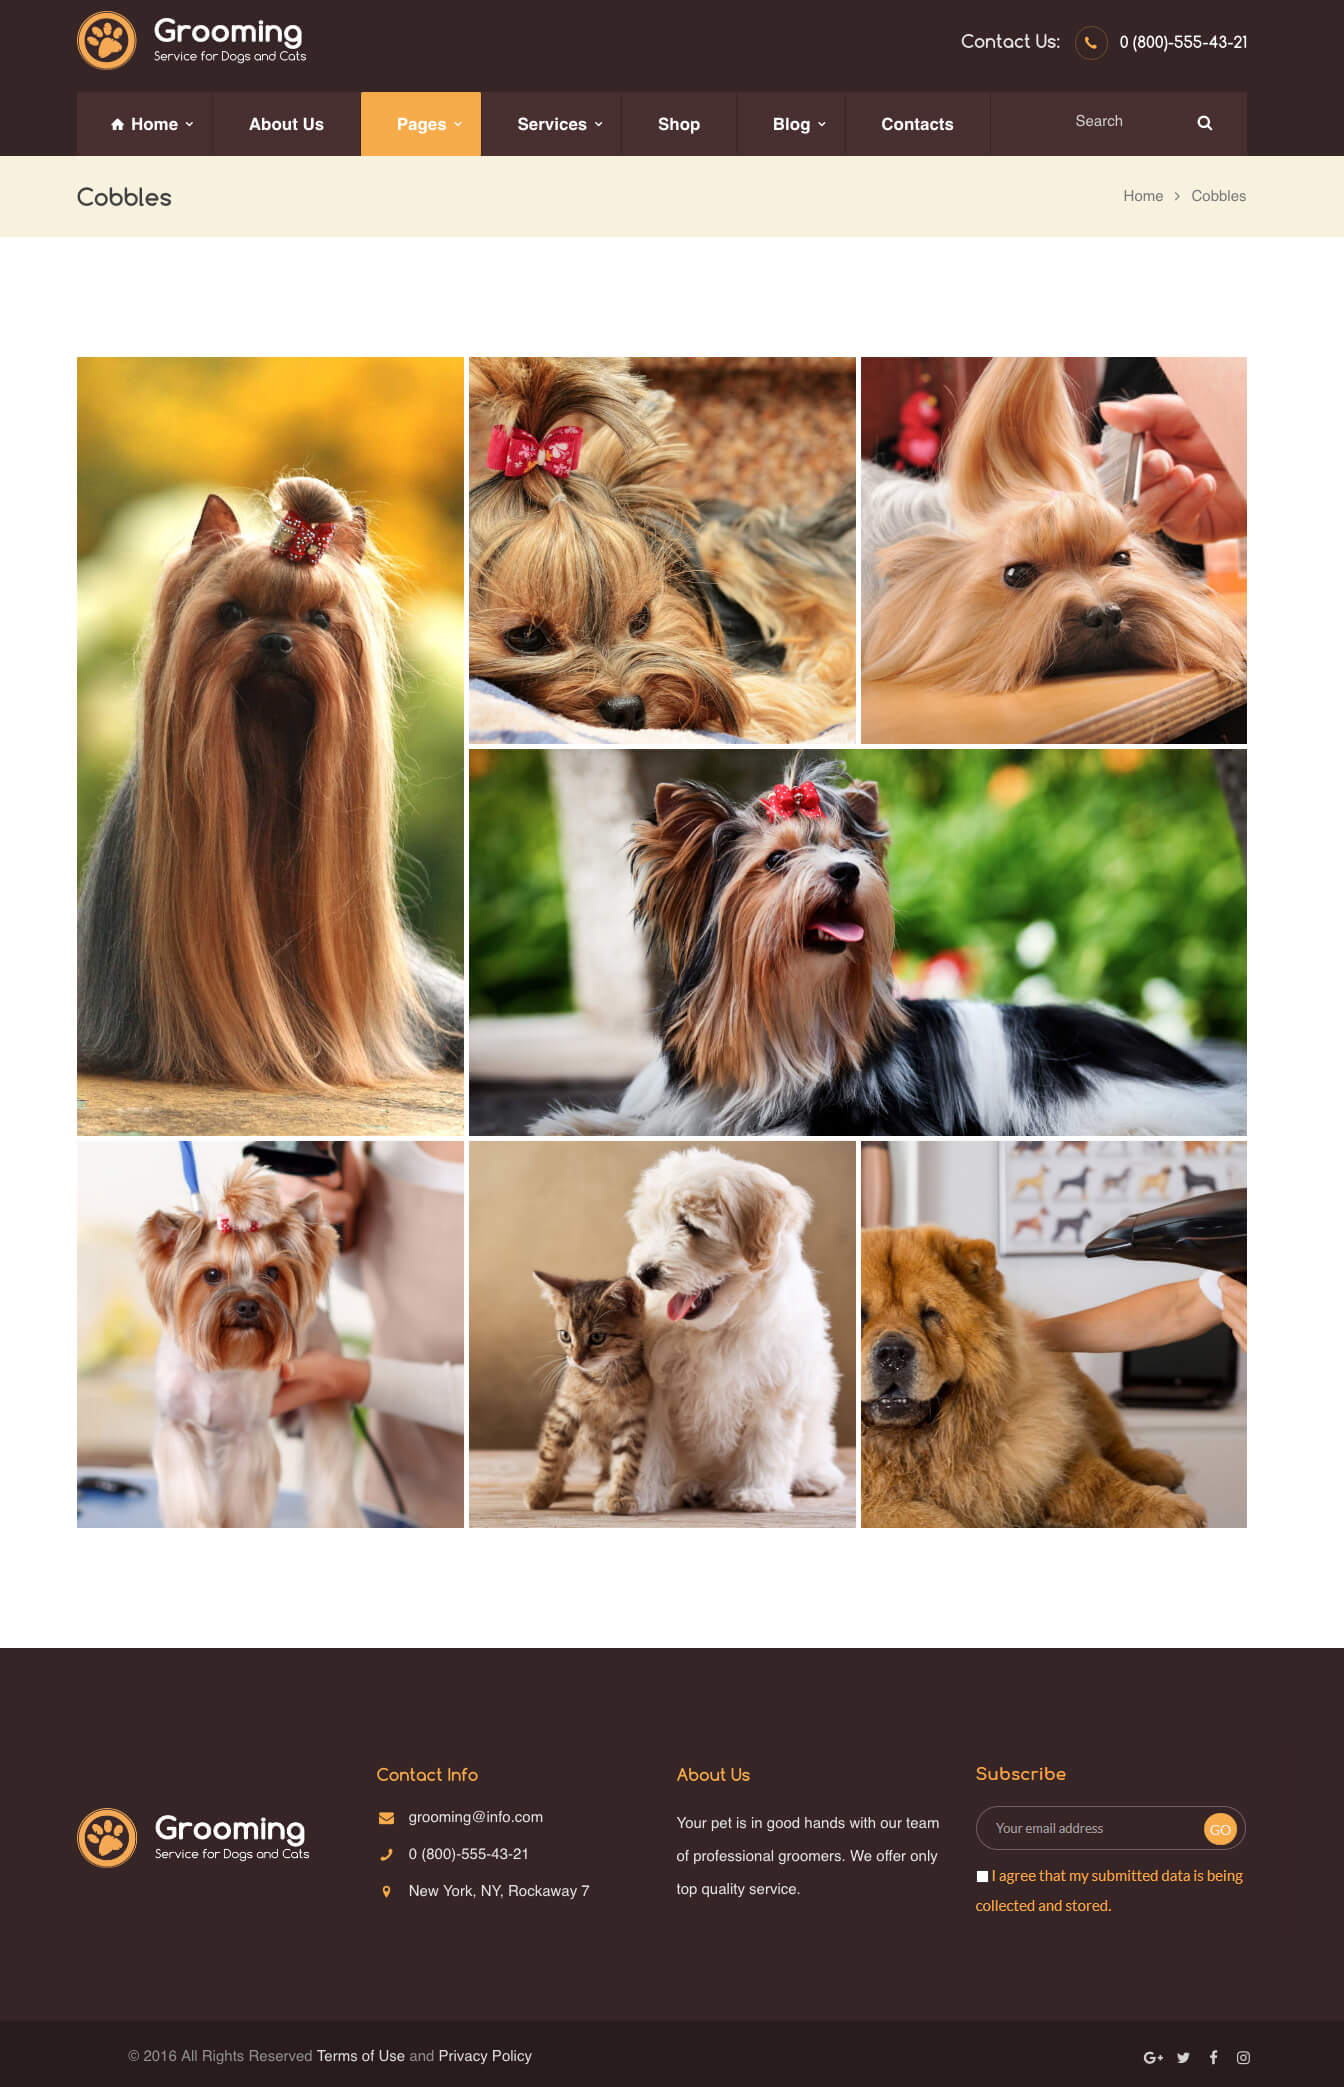 Grooming
Service for Dogs and Cats
Contact Us: 0 (800)-555-43-21
Home About Us Pages Services Shop Blog Contacts Search
Cobbles
Home > Cobbles
Contact Info
grooming@info.com
0 (800)-555-43-21
New York, NY, Rockaway 7
Grooming
Service for Dogs and Cats
About Us
Your pet is in good hands with our team
of professional groomers. We offer only
top quality service.
Subscribe
Your email address GO
I agree that my submitted data is being
collected and stored.
© 2016 All Rights Reserved Terms of Use and Privacy Policy
G+